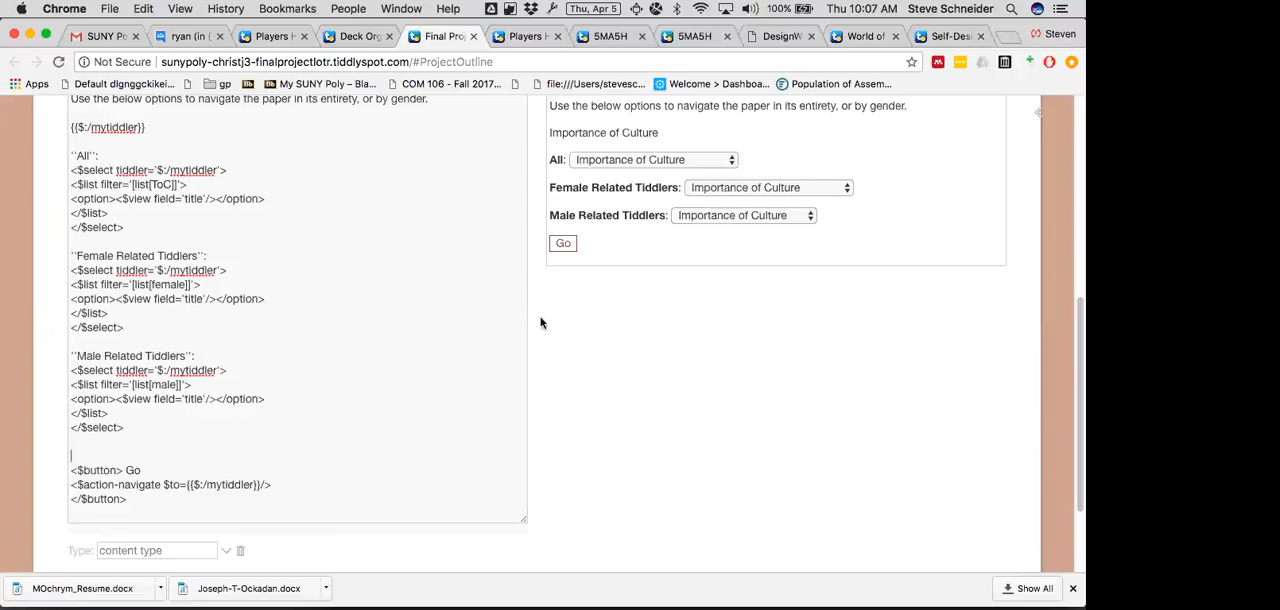 Chrome File Edit View History Bookmarks People Window Help Thu, Apr 5 100% Thu 10:07 AM Steve Schneider
SUNY Po ryan (in ( Players H Deck Org Final Proj Players H 5MA5H 5MA5H DesignW World of Self-Des Steven
Not Secure sunypoly-christj3-finalprojectlotr.tiddlyspot.com/#ProjectOutline
Apps Default dlgnggckikei... My SUNY Poly – Bla... COM 106 - Fall 2017... file:///Users/stevesc... Welcome > Dashboa... Population of Assem...
gp
Use the below options to navigate the paper in its entirety, or by gender.
{{$:/mytiddler}}
''All'':
<$select tiddler='$:/mytiddler'>
<$list filter='[list[ToC]]'>
<option><$view field='title'/></option>
</$list>
</$select>
''Female Related Tiddlers'':
<$select tiddler='$:/mytiddler'>
<$list filter='[list[female]]'>
<option><$view field='title'/></option>
</$list>
</$select>
''Male Related Tiddlers'':
<$select tiddler='$:/mytiddler'>
<$list filter='[list[male]]'>
<option><$view field='title'/></option>
</$list>
</$select>
<$button> Go
<$action-navigate $to={{$:/mytiddler}}/>
</$button>
Type: content type
Use the below options to navigate the paper in its entirety, or by gender.
Importance of Culture
All: Importance of Culture
Female Related Tiddlers: Importance of Culture
Male Related Tiddlers: Importance of Culture
Go
MOchrym_Resume.docx Joseph-T-Ockadan.docx Show All